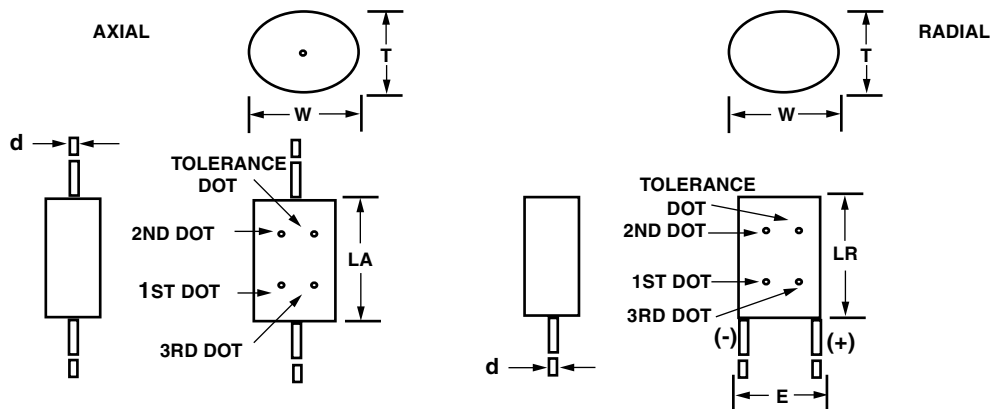 AXIAL
T
W
d
TOLERANCE
DOT
2ND DOT
LA
1ST DOT
3RD DOT
RADIAL
T
W
TOLERANCE
DOT
2ND DOT
LR
1ST DOT
3RD DOT
(-)
(+)
d
E